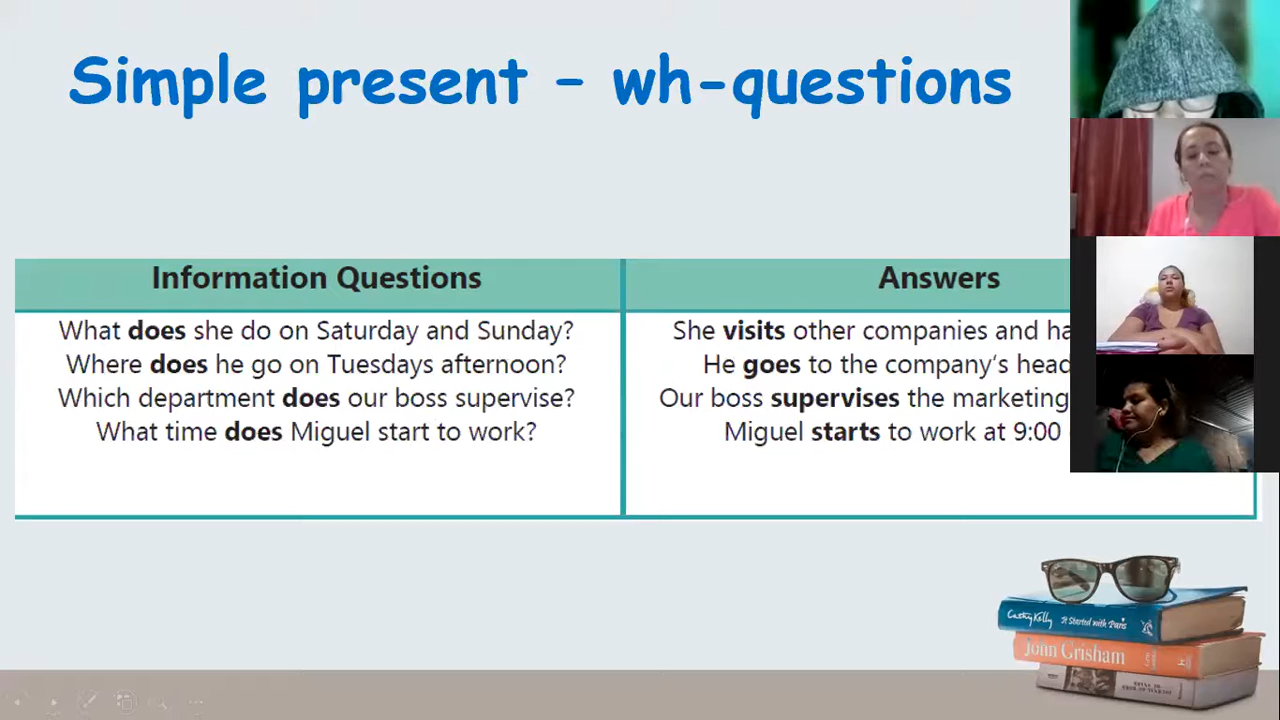 Simple present – wh-questions
Information Questions
Answers
What does she do on Saturday and Sunday?
She visits other companies and
Where does he go on Tuesdays afternoon?
He goes to the company's
Which department does our boss supervise?
Our boss supervises the marketing
What time does Miguel start to work?
Miguel starts to work at 9:00
Cathy Kelly It Started with Paris
John Grisham